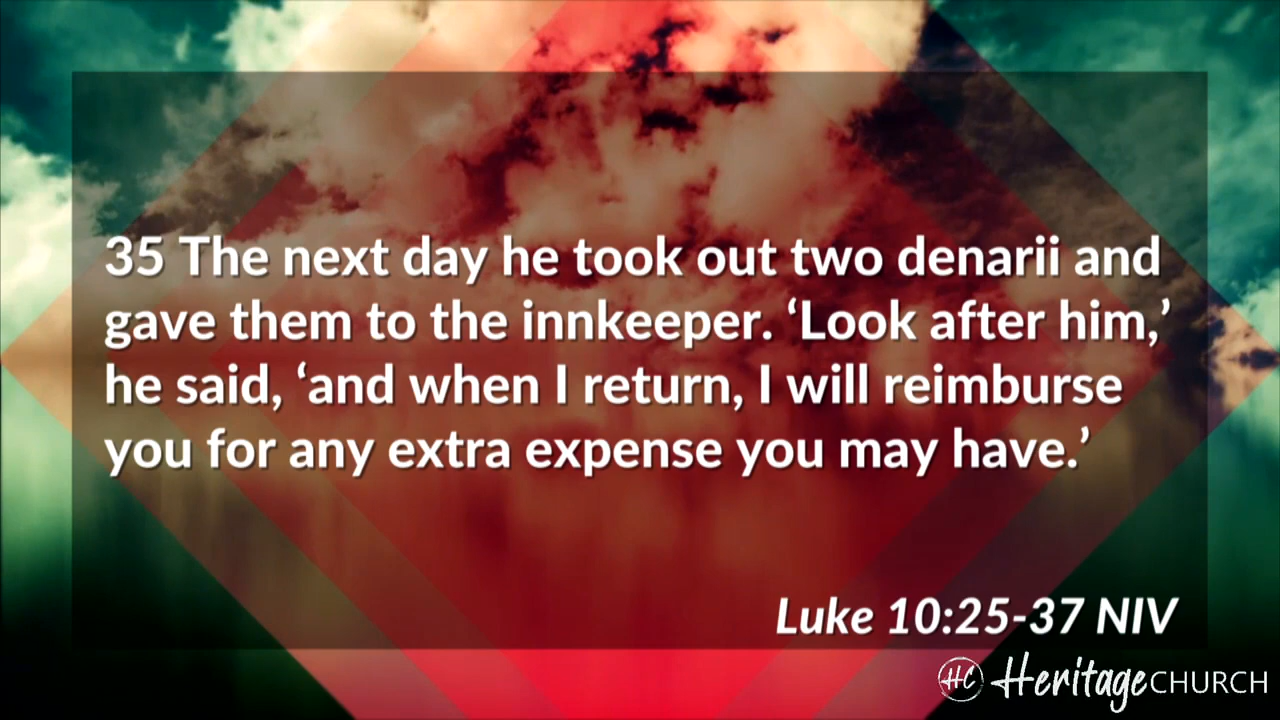 35 The next day he took out two denarii and
gave them to the innkeeper. ‘Look after him,’
he said, ‘and when I return, I will reimburse
you for any extra expense you may have.’
Luke 10:25-37 NIV
HC Heritage CHURCH